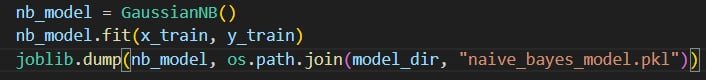 nb_model = GaussianNB()
nb_model.fit(x_train, y_train)
joblib.dump(nb_model, os.path.join(model_dir, "naive_bayes_model.pkl"))